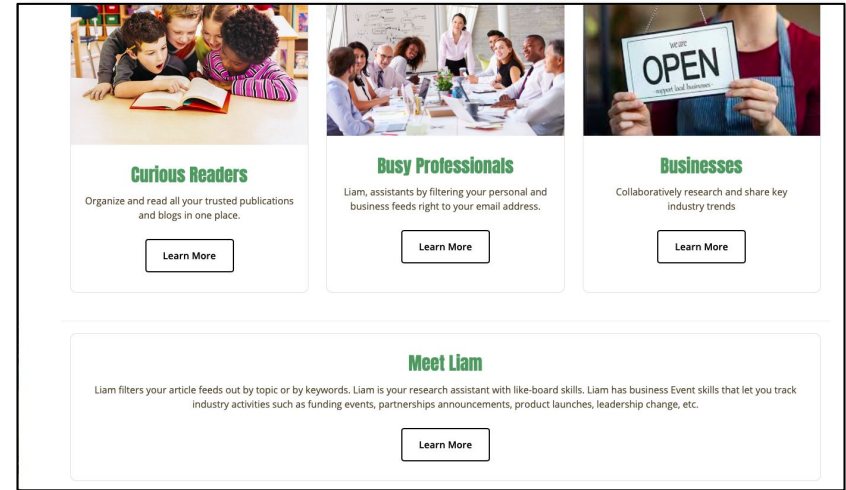 we are
OPEN
support local businesses
Curious Readers
Organize and read all your trusted publications
and blogs in one place.
Learn More
Busy Professionals
Liam, assistants by filtering your personal and
business feeds right to your email address.
Learn More
Businesses
Collaboratively research and share key
industry trends
Learn More
Meet Liam
Liam filters your article feeds out by topic or by keywords. Liam is your research assistant with like-board skills. Liam has business Event skills that let you track
industry activities such as funding events, partnerships announcements, product launches, leadership change, etc.
Learn More